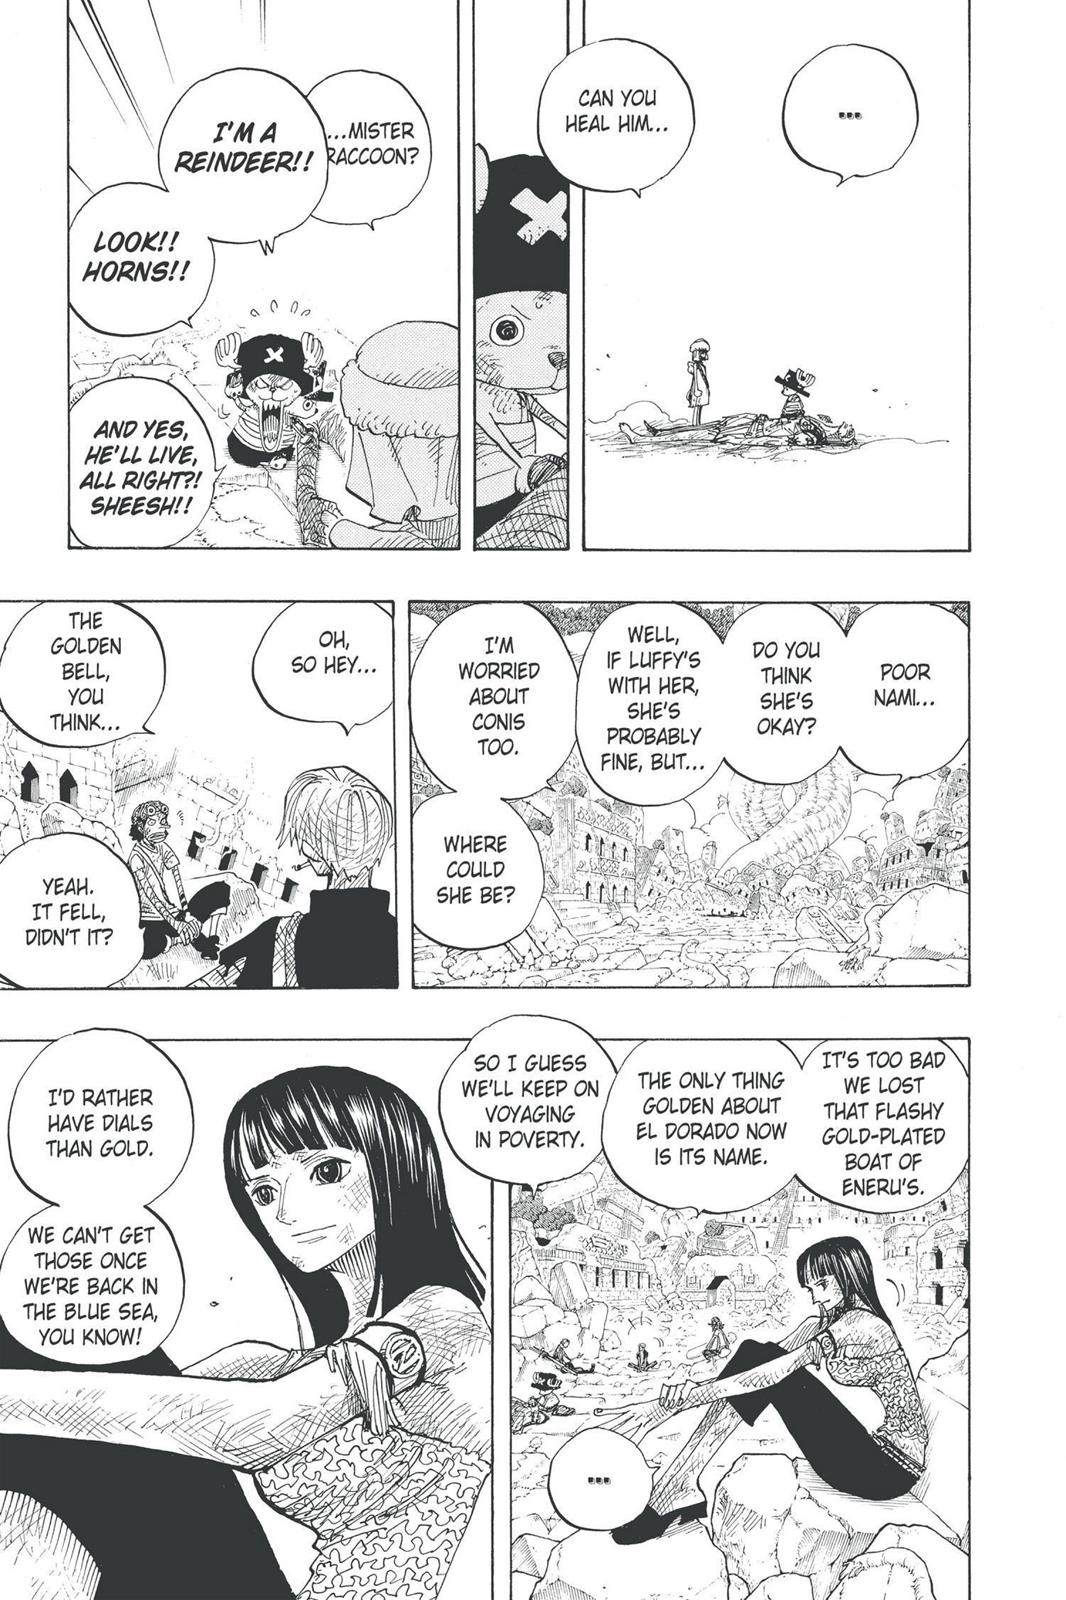 ...
CAN YOU
HEAL HIM...
...MISTER
RACCOON?
I'M A
REINDEER!!
LOOK!!
HORNS!!
AND YES,
HE'LL LIVE,
ALL RIGHT?!
SHEESH!!
POOR
NAMI...
DO YOU
THINK
SHE'S
OKAY?
WELL,
IF LUFFY'S
WITH HER,
SHE'S
PROBABLY
FINE, BUT...
I'M
WORRIED
ABOUT
CONIS
TOO.
WHERE
COULD
SHE BE?
OH,
SO HEY...
THE
GOLDEN
BELL,
YOU
THINK...
YEAH.
IT FELL,
DIDN'T IT?
IT'S TOO BAD
WE LOST
THAT FLASHY
GOLD-PLATED
BOAT OF
ENERU'S.
THE ONLY THING
GOLDEN ABOUT
EL DORADO NOW
IS ITS NAME.
SO I GUESS
WE'LL KEEP ON
VOYAGING
IN POVERTY.
...
I'D RATHER
HAVE DIALS
THAN GOLD.
WE CAN'T GET
THOSE ONCE
WE'RE BACK IN
THE BLUE SEA,
YOU KNOW!